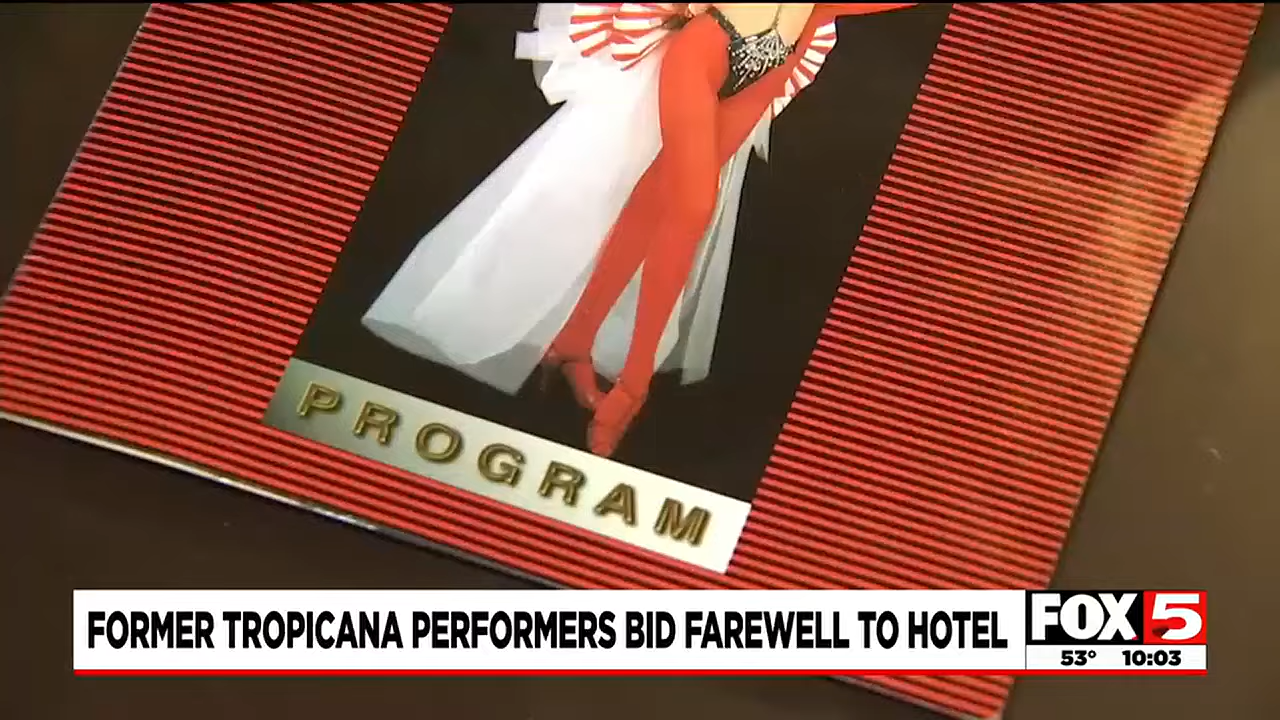 PROGRAM
FORMER TROPICANA PERFORMERS BID FAREWELL TO HOTEL
FOX 5
53° 10:03